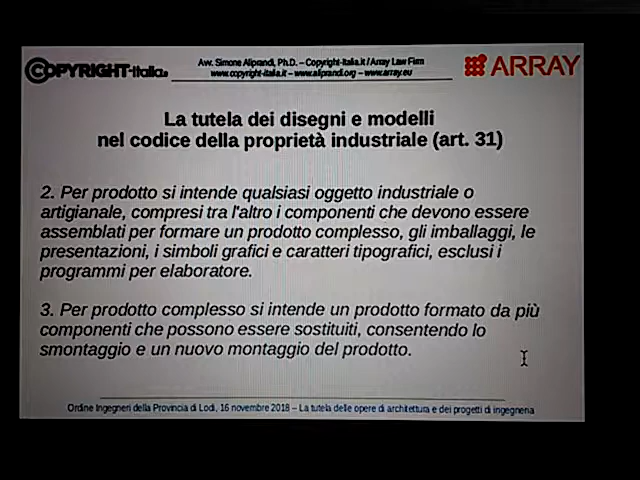 COPYRIGHT-Italia.it
Avv. Simone Aliprandi, Ph.D. – Copyright-Italia.it / Array Law Firm
www.copyright-italia.it – www.aliprandi.org – www.array.eu
ARRAY
La tutela dei disegni e modelli
nel codice della proprietà industriale (art. 31)
2. Per prodotto si intende qualsiasi oggetto industriale o
artigianale, compresi tra l'altro i componenti che devono essere
assemblati per formare un prodotto complesso, gli imballaggi, le
presentazioni, i simboli grafici e caratteri tipografici, esclusi i
programmi per elaboratore.
3. Per prodotto complesso si intende un prodotto formato da più
componenti che possono essere sostituiti, consentendo lo
smontaggio e un nuovo montaggio del prodotto.
Ordine Ingegneri della Provincia di Lodi, 16 novembre 2018 – La tutela delle opere di architettura e dei progetti di ingegneria